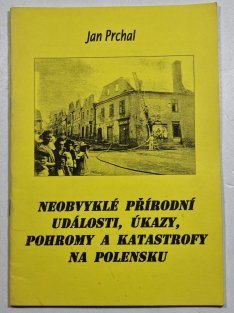 Jan Prchal
NEOBVYKLÉ PŘÍRODNÍ
UDÁLOSTI, ÚKAZY,
POHROMY A KATASTROFY
NA POLENSKU